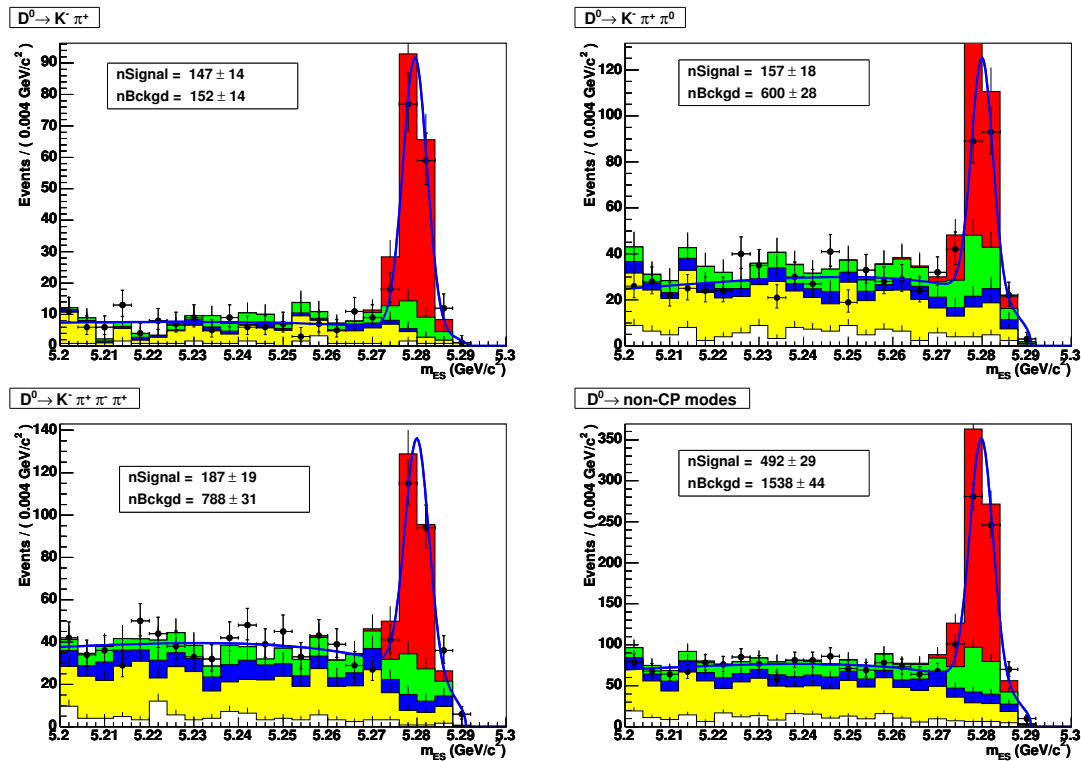 D⁰→ K⁻ π⁺
nSignal = 147 ± 14
nBckgd = 152 ± 14
Events / ( 0.004 GeV/c² )
0 10 20 30 40 50 60 70 80 90
5.2 5.21 5.22 5.23 5.24 5.25 5.26 5.27 5.28 5.29 5.3
m_ES (GeV/c²)
D⁰→ K⁻ π⁺ π⁰
nSignal = 157 ± 18
nBckgd = 600 ± 28
Events / ( 0.004 GeV/c² )
0 20 40 60 80 100 120
5.2 5.21 5.22 5.23 5.24 5.25 5.26 5.27 5.28 5.29 5.3
m_ES (GeV/c²)
D⁰→ K⁻ π⁺ π⁻ π⁺
nSignal = 187 ± 19
nBckgd = 788 ± 31
Events / ( 0.004 GeV/c² )
0 20 40 60 80 100 120 140
5.2 5.21 5.22 5.23 5.24 5.25 5.26 5.27 5.28 5.29 5.3
m_ES (GeV/c²)
D⁰→ non-CP modes
nSignal = 492 ± 29
nBckgd = 1538 ± 44
Events / ( 0.004 GeV/c² )
0 50 100 150 200 250 300 350
5.2 5.21 5.22 5.23 5.24 5.25 5.26 5.27 5.28 5.29 5.3
m_ES (GeV/c²)